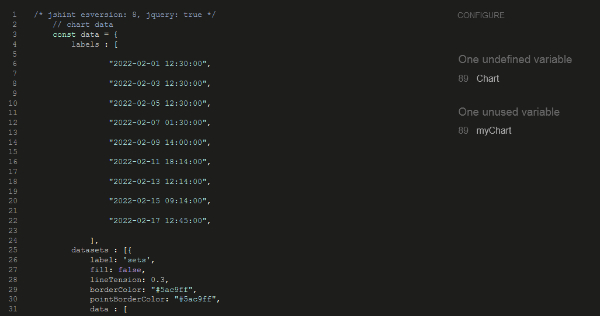 CONFIGURE
1 /* jshint esversion: 8, jquery: true */
2 // chart data
3 const data = {
4 labels : [
5
6 "2022-02-01 12:30:00",
7
8 "2022-02-03 12:30:00",
9
10 "2022-02-05 12:30:00",
11
12 "2022-02-07 01:30:00",
13
14 "2022-02-09 14:00:00",
15
16 "2022-02-11 18:14:00",
17
18 "2022-02-13 12:14:00",
19
20 "2022-02-15 09:14:00",
21
22 "2022-02-17 12:45:00",
23
24 ],
25 datasets : [{
26 label: 'sets',
27 fill: false,
28 lineTension: 0.3,
29 borderColor: "#5ac9ff",
30 pointBorderColor: "#5ac9ff",
31 data : [
One undefined variable
89 Chart
One unused variable
89 myChart